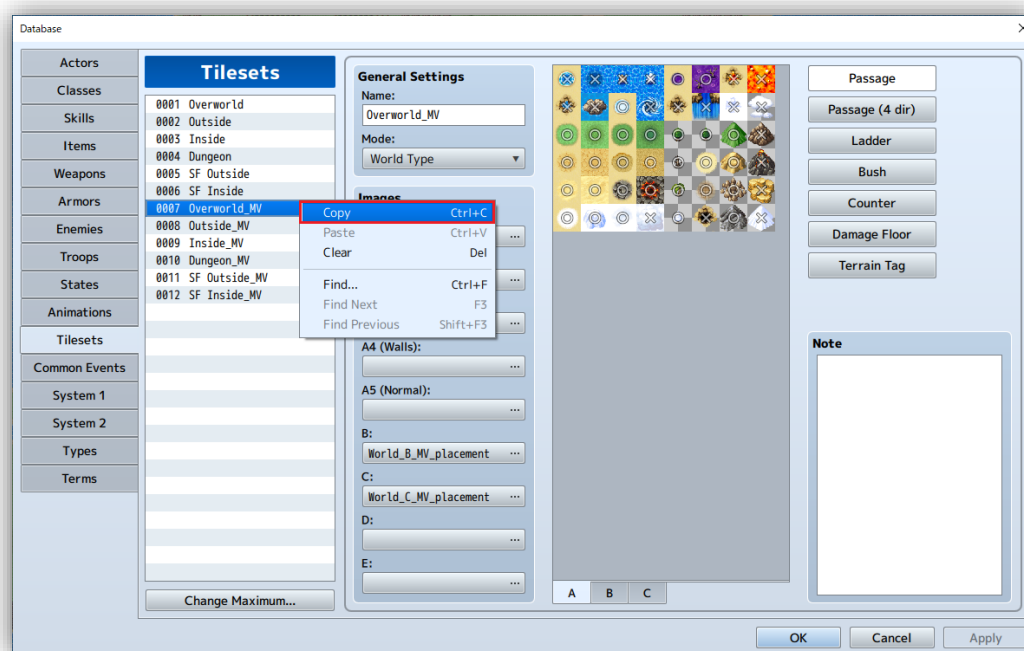 Database
Actors
Classes
Skills
Items
Weapons
Armors
Enemies
Troops
States
Animations
Tilesets
Common Events
System 1
System 2
Types
Terms
Tilesets
0001 Overworld
0002 Outside
0003 Inside
0004 Dungeon
0005 SF Outside
0006 SF Inside
0007 Overworld_MV
0008 Outside_MV
0009 Inside_MV
0010 Dungeon_MV
0011 SF Outside_MV
0012 SF Inside_MV
Change Maximum...
Copy Ctrl+C
Paste Ctrl+V
Clear Del
Find... Ctrl+F
Find Next F3
Find Previous Shift+F3
General Settings
Name:
Overworld_MV
Mode:
World Type
Images
...
...
...
A4 (Walls):
...
A5 (Normal):
...
B:
World_B_MV_placement ...
C:
World_C_MV_placement ...
D:
...
E:
...
A B C
Passage
Passage (4 dir)
Ladder
Bush
Counter
Damage Floor
Terrain Tag
Note
OK Cancel Apply